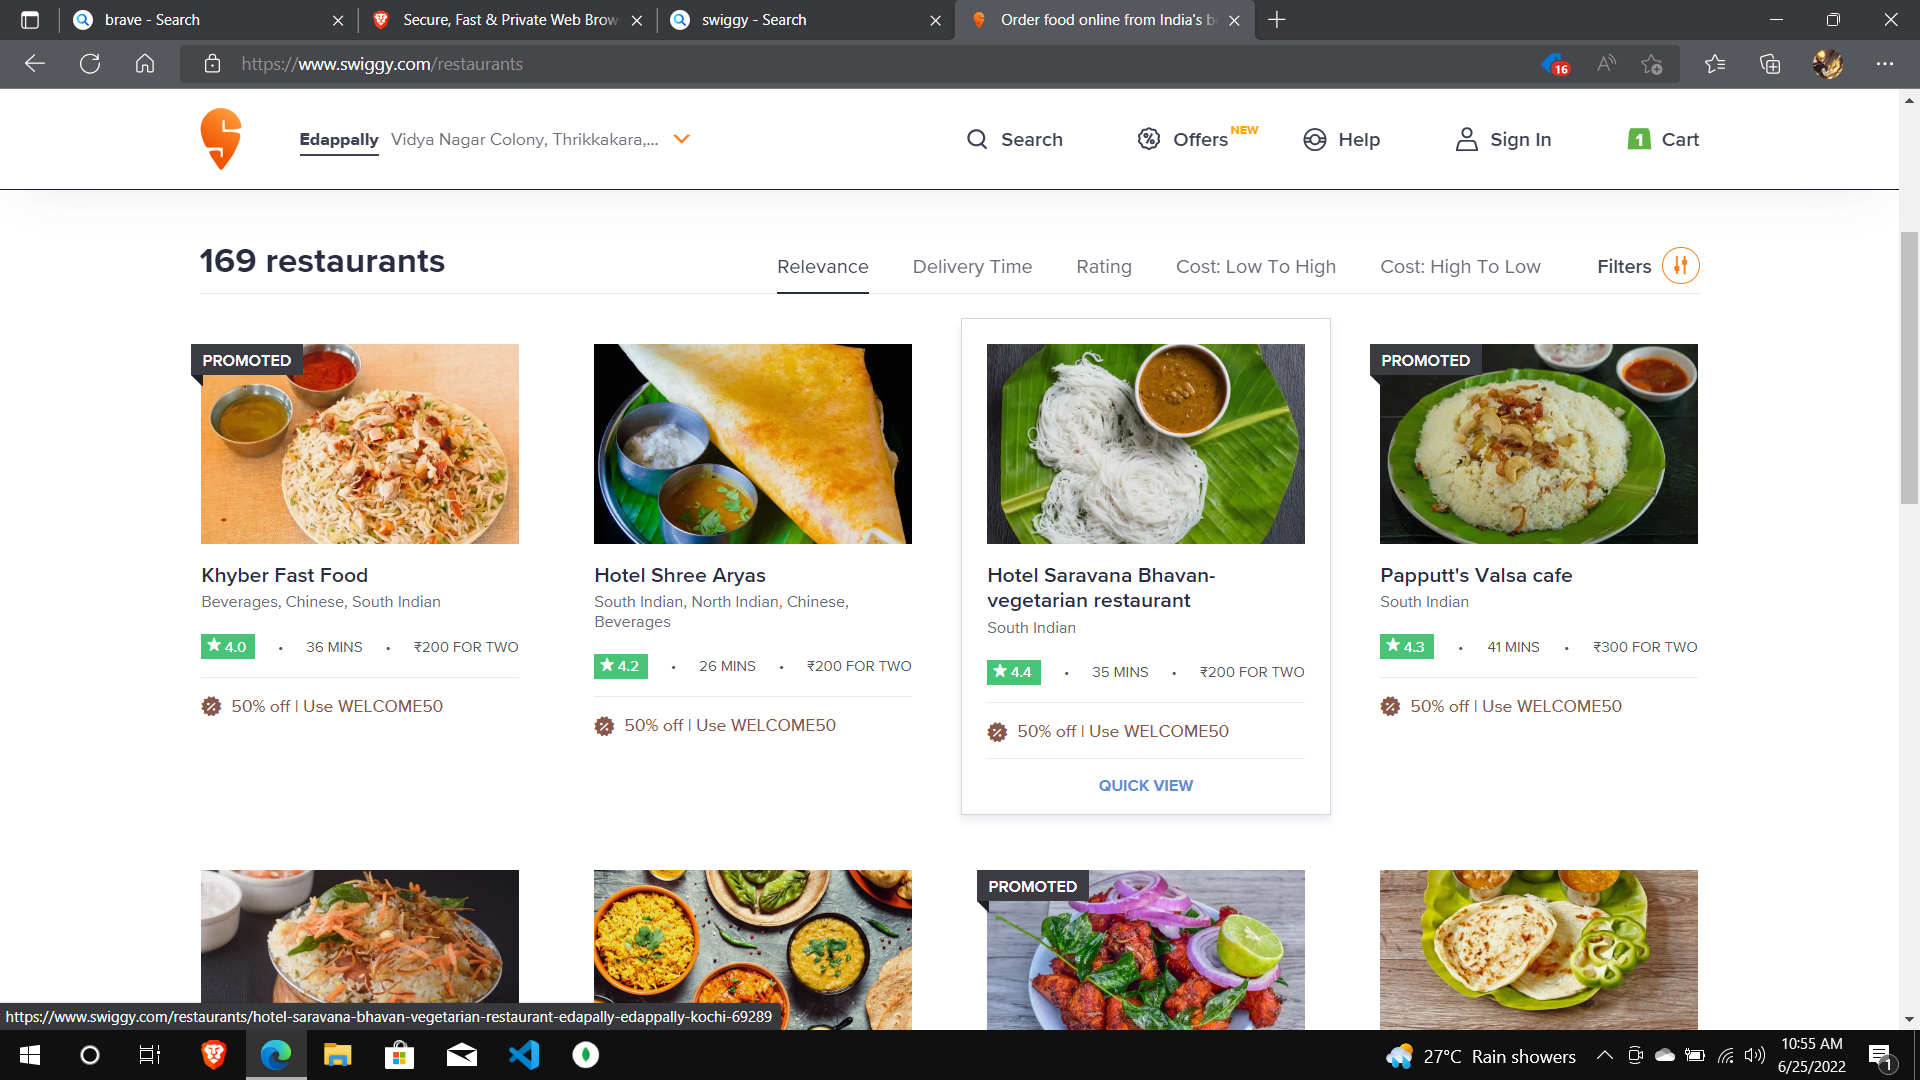 brave - Search
Secure, Fast & Private Web Brow
swiggy - Search
Order food online from India's b
https://www.swiggy.com/restaurants
16
Edappally Vidya Nagar Colony, Thrikkakara,...
Search
Offers NEW
Help
Sign In
1 Cart
169 restaurants
Relevance
Delivery Time
Rating
Cost: Low To High
Cost: High To Low
Filters
PROMOTED
Khyber Fast Food
Beverages, Chinese, South Indian
★ 4.0 • 36 MINS • ₹200 FOR TWO
50% off | Use WELCOME50
Hotel Shree Aryas
South Indian, North Indian, Chinese,
Beverages
★ 4.2 • 26 MINS • ₹200 FOR TWO
50% off | Use WELCOME50
Hotel Saravana Bhavan-
vegetarian restaurant
South Indian
★ 4.4 • 35 MINS • ₹200 FOR TWO
50% off | Use WELCOME50
QUICK VIEW
PROMOTED
Papputt's Valsa cafe
South Indian
★ 4.3 • 41 MINS • ₹300 FOR TWO
50% off | Use WELCOME50
PROMOTED
https://www.swiggy.com/restaurants/hotel-saravana-bhavan-vegetarian-restaurant-edapally-edappally-kochi-69289
27°C Rain showers
10:55 AM
6/25/2022
1